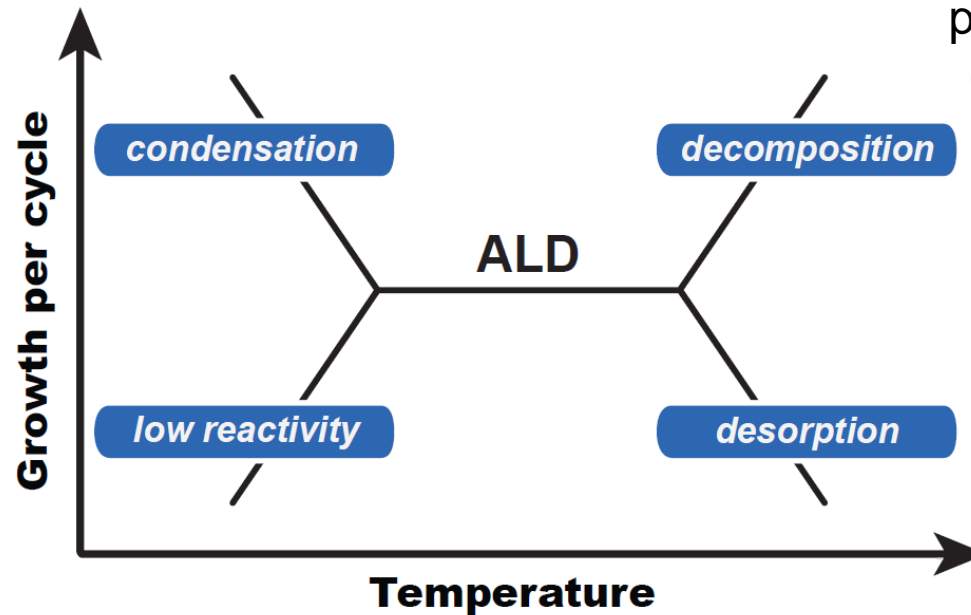 p
condensation
decomposition
ALD
low reactivity
desorption
Growth per cycle
Temperature